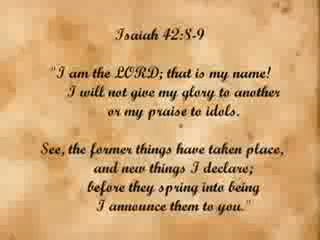 Isaiah 42:8-9
"I am the LORD; that is my name!
I will not give my glory to another
or my praise to idols.
See, the former things have taken place,
and new things I declare;
before they spring into being
I announce them to you."